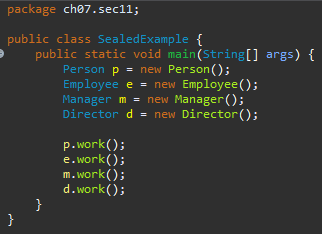 package ch07.sec11;
public class SealedExample {
public static void main(String[] args) {
Person p = new Person();
Employee e = new Employee();
Manager m = new Manager();
Director d = new Director();
p.work();
e.work();
m.work();
d.work();
}
}